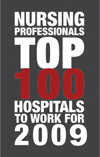 NURSING
PROFESSIONALS
TOP
100
HOSPITALS
TO WORK FOR
2009